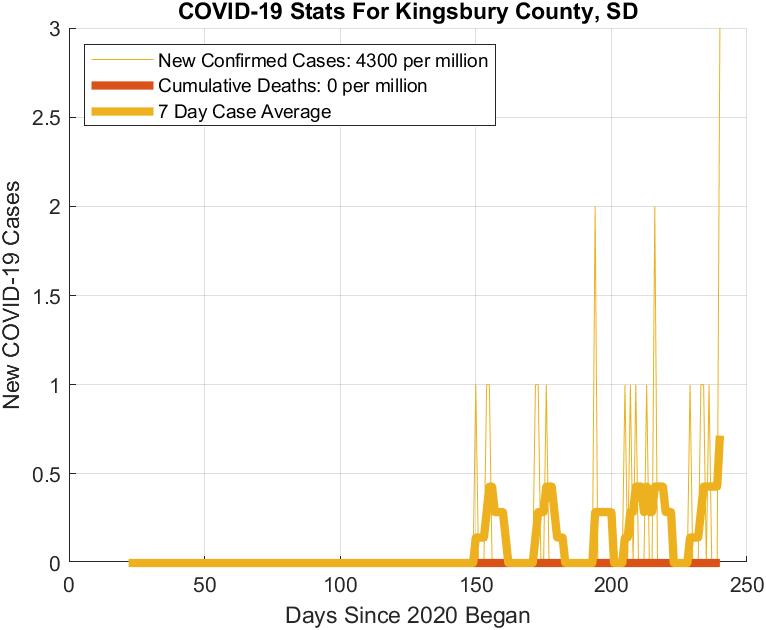 COVID-19 Stats For Kingsbury County, SD
New Confirmed Cases: 4300 per million
Cumulative Deaths: 0 per million
7 Day Case Average
New COVID-19 Cases
3
2.5
2
1.5
1
0.5
0
0 50 100 150 200 250
Days Since 2020 Began